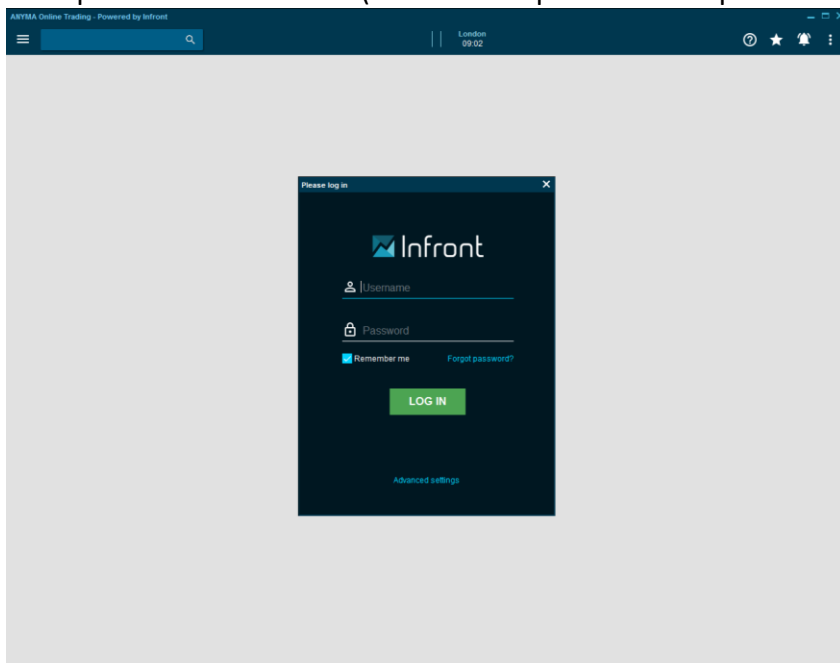 ANYMA Online Trading - Powered by Infront
London
09:02
Please log in
Infront
Username
Password
Remember me Forgot password?
LOG IN
Advanced settings